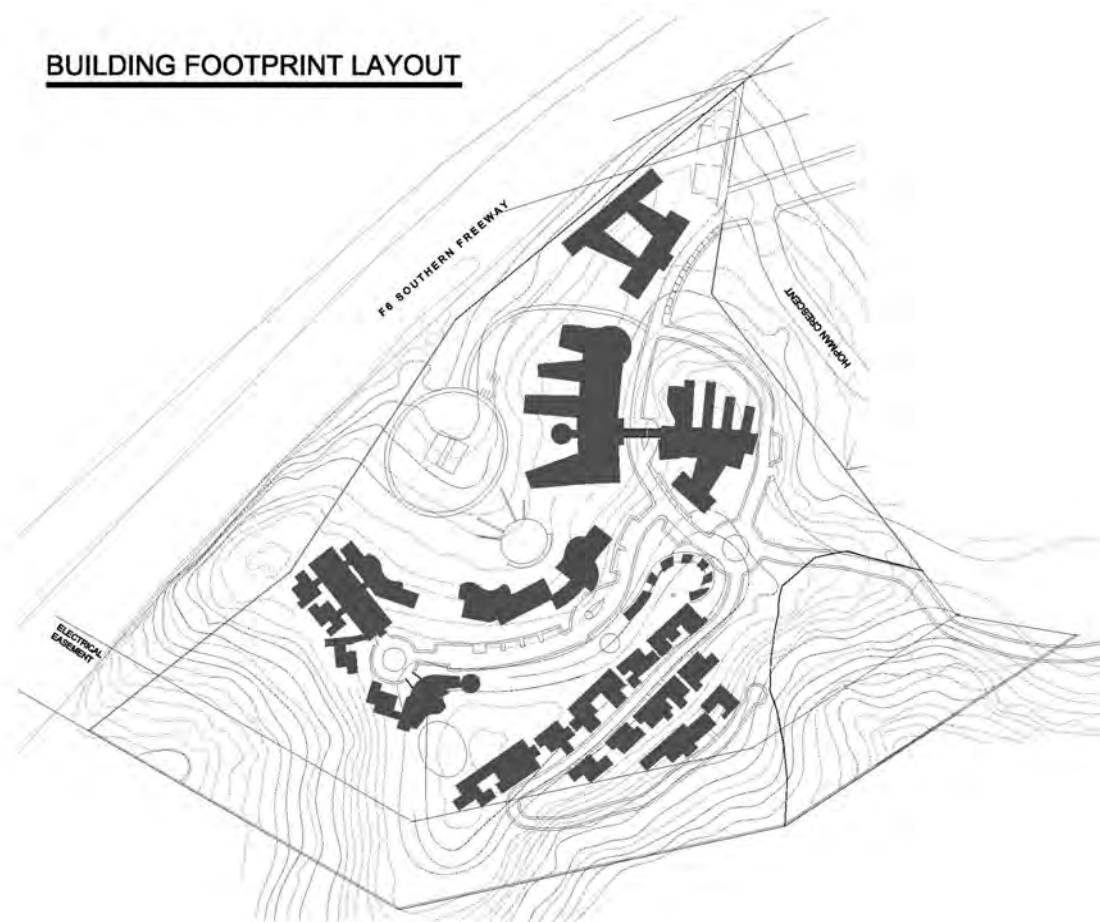 BUILDING FOOTPRINT LAYOUT
F6 SOUTHERN FREEWAY
HOPMAN CRESCENT
ELECTRICAL
EASEMENT